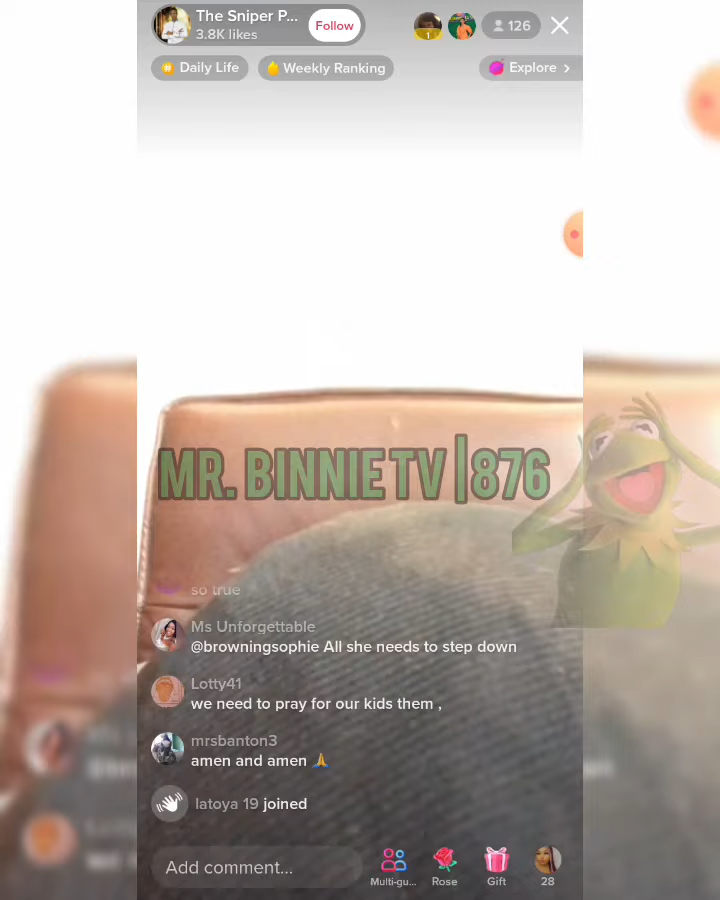 The Sniper P...
3.8K likes
Follow
1
126
Daily Life
Weekly Ranking
Explore >
MR. BINNIE TV |876
so true
Ms Unforgettable
@browningsophie All she needs to step down
Lotty41
we need to pray for our kids them ,
mrsbanton3
amen and amen 🙏
latoya 19 joined
Add comment...
Multi-gu...
Rose
Gift
28